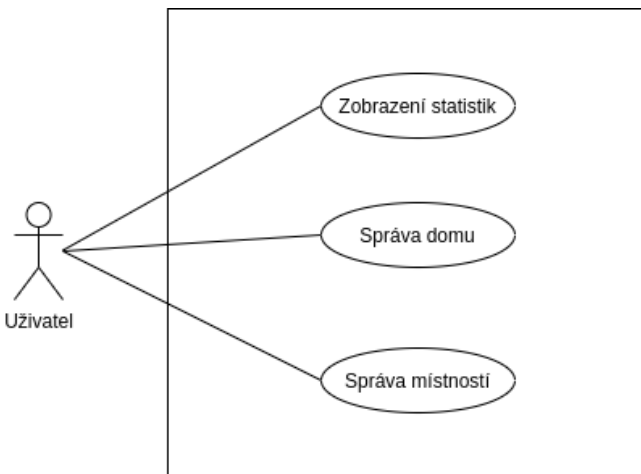 Zobrazení statistik
Správa domu
Uživatel
Správa místností